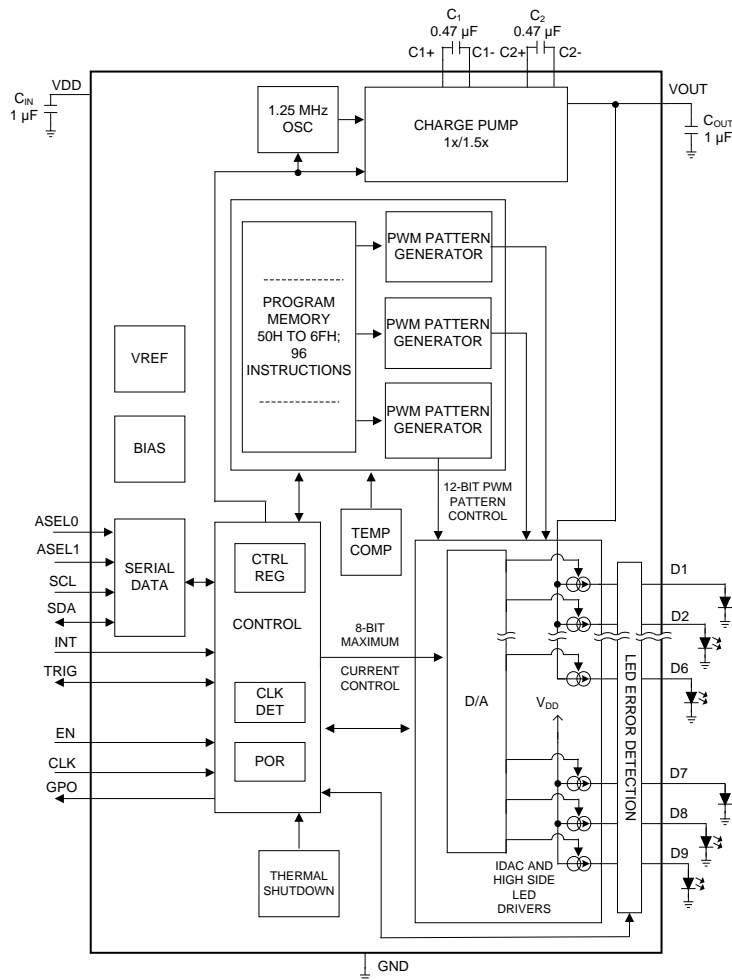 C1
0.47 µF
C2
0.47 µF
C1+
C1-
C2+
C2-
VDD
CIN
1 µF
1.25 MHz
OSC
CHARGE PUMP
1x/1.5x
VOUT
COUT
1 µF
PROGRAM
MEMORY
50H TO 6FH;
96
INSTRUCTIONS
PWM PATTERN
GENERATOR
PWM PATTERN
GENERATOR
PWM PATTERN
GENERATOR
VREF
BIAS
12-BIT PWM
PATTERN
CONTROL
TEMP
COMP
ASEL0
ASEL1
SCL
SDA
INT
TRIG
EN
CLK
GPO
SERIAL
DATA
CTRL
REG
CONTROL
CLK
DET
POR
8-BIT MAXIMUM
CURRENT
CONTROL
D/A
VDD
LED ERROR DETECTION
D1
D2
D6
D7
D8
D9
THERMAL
SHUTDOWN
IDAC AND
HIGH SIDE
LED
DRIVERS
GND